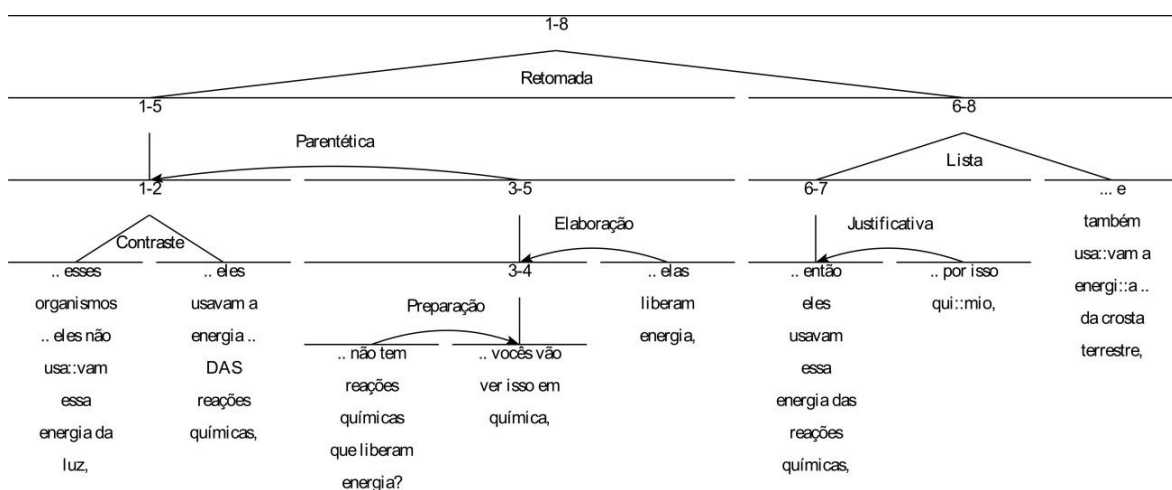 1-8
Retomada
1-5
6-8
Parentética
Lista
1-2
3-5
6-7
... e
também
usa::vam a
energi::a ..
da crosta
terrestre,
Contraste
Elaboração
Justificativa
.. esses
organismos
.. eles não
usa::vam
essa
energia da
luz,
.. eles
usavam a
energia ..
DAS
reações
químicas,
3-4
.. elas
liberam
energia,
.. então
eles
usavam
essa
energia das
reações
químicas,
.. por isso
qui::mio,
Preparação
.. não tem
reações
químicas
que liberam
energia?
.. vocês vão
ver isso em
química,